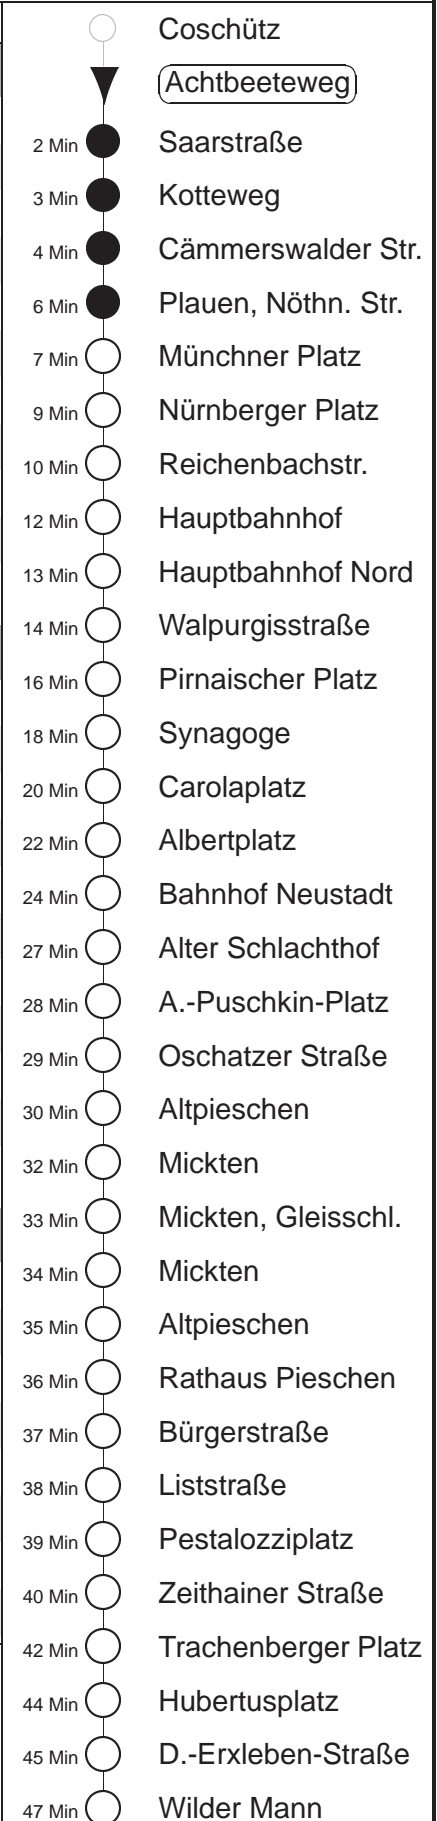 Coschütz
Achtbeeteweg
2 Min Saarstraße
3 Min Kotteweg
4 Min Cämmerswalder Str.
6 Min Plauen, Nöthn. Str.
7 Min Münchner Platz
9 Min Nürnberger Platz
10 Min Reichenbachstr.
12 Min Hauptbahnhof
13 Min Hauptbahnhof Nord
14 Min Walpurgisstraße
16 Min Pirnaischer Platz
18 Min Synagoge
20 Min Carolaplatz
22 Min Albertplatz
24 Min Bahnhof Neustadt
27 Min Alter Schlachthof
28 Min A.-Puschkin-Platz
29 Min Oschatzer Straße
30 Min Altpieschen
32 Min Mickten
33 Min Mickten, Gleisschl.
34 Min Mickten
35 Min Altpieschen
36 Min Rathaus Pieschen
37 Min Bürgerstraße
38 Min Liststraße
39 Min Pestalozziplatz
40 Min Zeithainer Straße
42 Min Trachenberger Platz
44 Min Hubertusplatz
45 Min D.-Erxleben-Straße
47 Min Wilder Mann